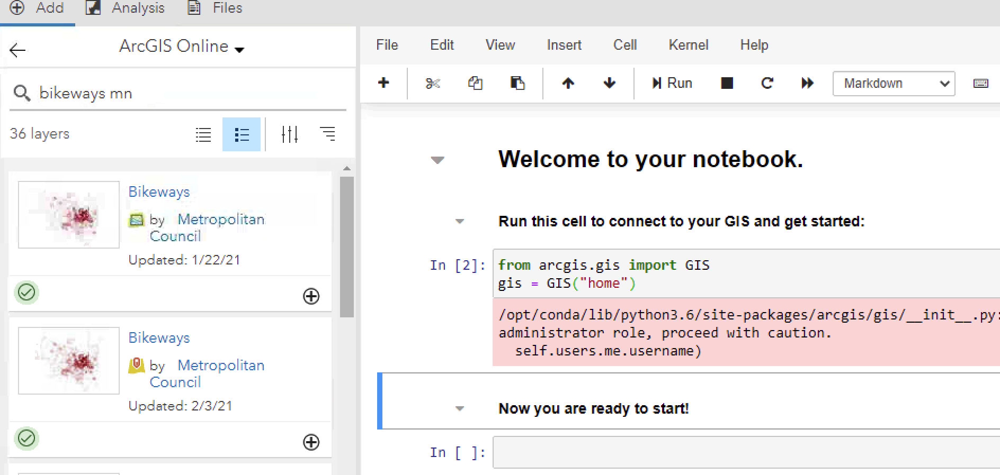 Add Analysis Files
ArcGIS Online
bikeways mn
36 layers
Bikeways
by Metropolitan
Council
Updated: 1/22/21
Bikeways
by Metropolitan
Council
Updated: 2/3/21
File Edit View Insert Cell Kernel Help
Run Markdown
Welcome to your notebook.
Run this cell to connect to your GIS and get started:
In [2]: from arcgis.gis import GIS
gis = GIS("home")
/opt/conda/lib/python3.6/site-packages/arcgis/gis/__init__.py:
administrator role, proceed with caution.
self.users.me.username)
Now you are ready to start!
In [ ]: